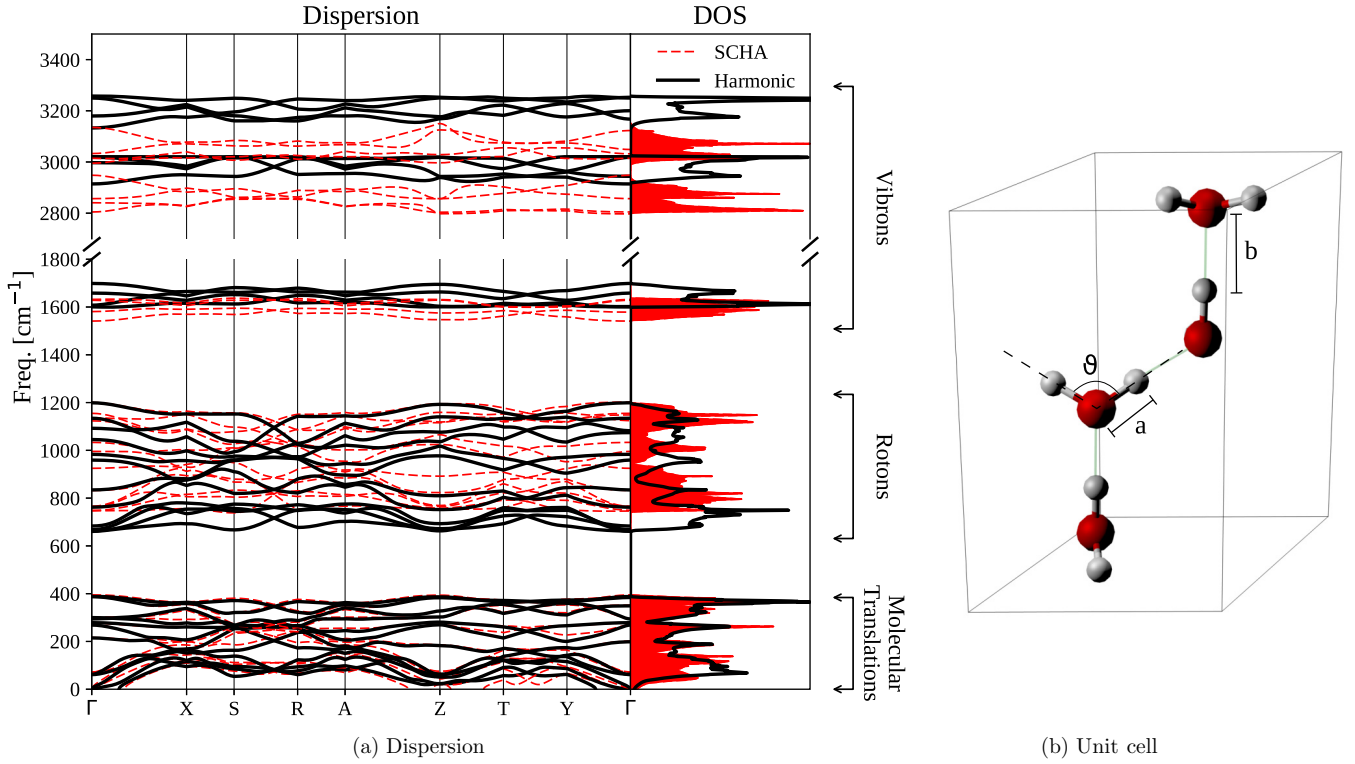 Dispersion
DOS
SCHA
Harmonic
3400
3200
3000
2800
1800
1600
1400
1200
1000
800
600
400
200
0
Freq. [cm⁻¹]
Γ X S R A Z T Y Γ
Vibrons
Rotons
Molecular
Translations
b
ϑ
a
(a) Dispersion
(b) Unit cell